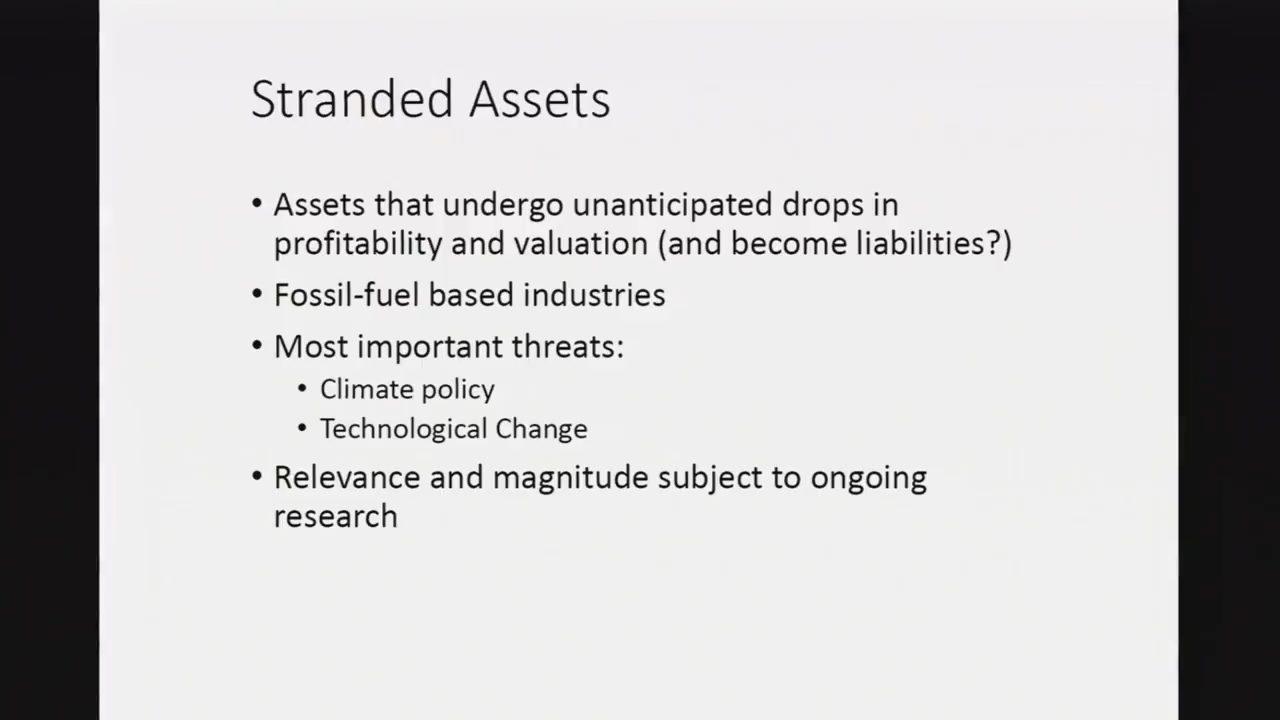 Stranded Assets
• Assets that undergo unanticipated drops in
profitability and valuation (and become liabilities?)
• Fossil-fuel based industries
• Most important threats:
• Climate policy
• Technological Change
• Relevance and magnitude subject to ongoing
research